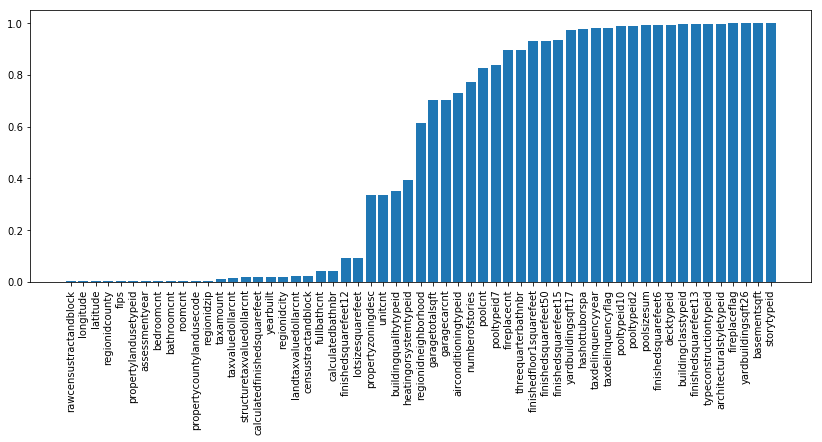 1.0
0.8
0.6
0.4
0.2
0.0
rawcensustractandblock
longitude
latitude
regionidcounty
fips
propertylandusetypeid
assessmentyear
bedroomcnt
bathroomcnt
roomcnt
propertycountylandusecode
regionidzip
taxamount
taxvaluedollarcnt
structuretaxvaluedollarcnt
calculatedfinishedsquarefeet
yearbuilt
regionidcity
landtaxvaluedollarcnt
censustractandblock
fullbathcnt
calculatedbathnbr
finishedsquarefeet12
lotsizesquarefeet
propertyzoningdesc
unitcnt
buildingqualitytypeid
heatingorsystemtypeid
regionidneighborhood
garagetotalsqft
garagecarcnt
airconditioningtypeid
numberofstories
poolcnt
pooltypeid7
fireplacecnt
threequarterbathnbr
finishedfloor1squarefeet
finishedsquarefeet50
finishedsquarefeet15
yardbuildingsqft17
hashottuborspa
taxdelinquencyyear
taxdelinquencyflag
pooltypeid10
pooltypeid2
poolsizesum
finishedsquarefeet6
decktypeid
buildingclasstypeid
finishedsquarefeet13
typeconstructiontypeid
architecturalstyletypeid
fireplaceflag
yardbuildingsqft26
basementsqft
storytypeid